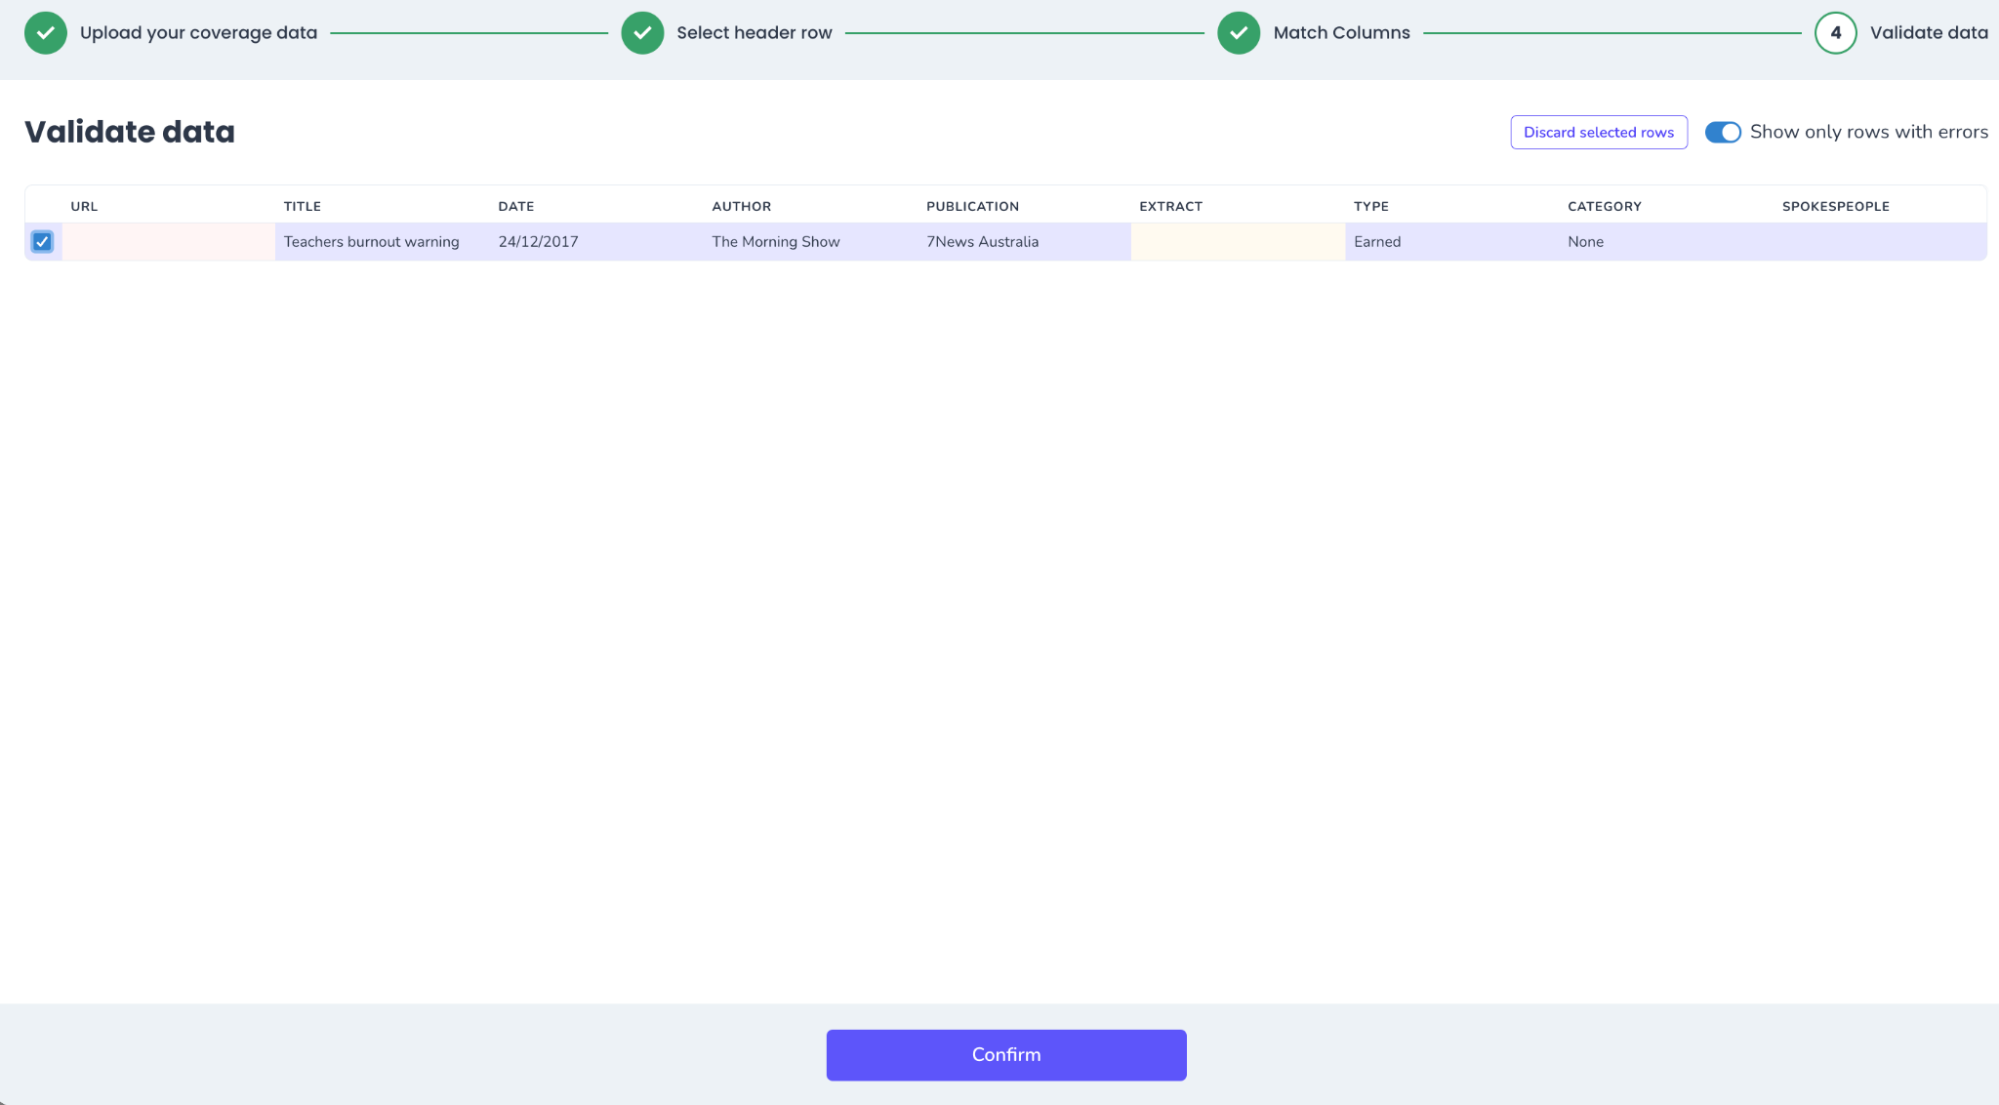 Upload your coverage data
Select header row
Match Columns
4 Validate data
Validate data
Discard selected rows
Show only rows with errors
URL TITLE DATE AUTHOR PUBLICATION EXTRACT TYPE CATEGORY SPOKESPEOPLE
Teachers burnout warning 24/12/2017 The Morning Show 7News Australia Earned None
Confirm